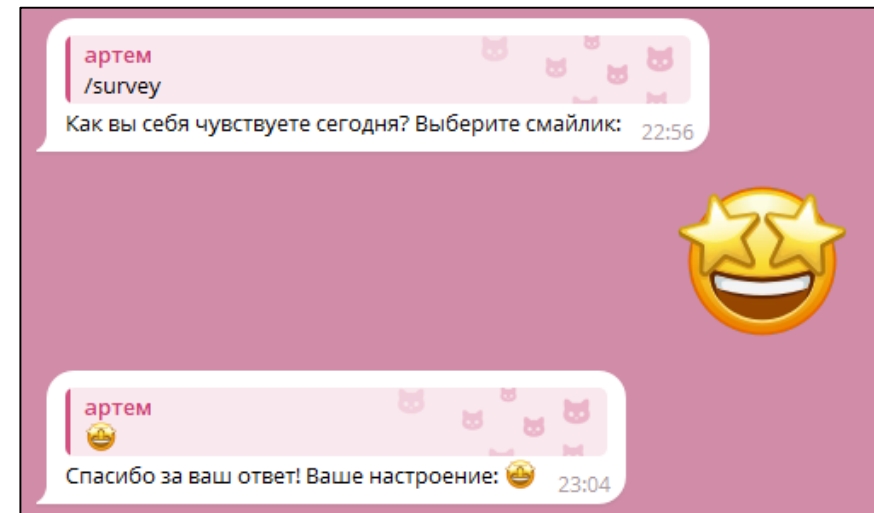 артем
/survey
Как вы себя чувствуете сегодня? Выберите смайлик: 22:56
🤩
артем
🤩
Спасибо за ваш ответ! Ваше настроение: 🤩 23:04